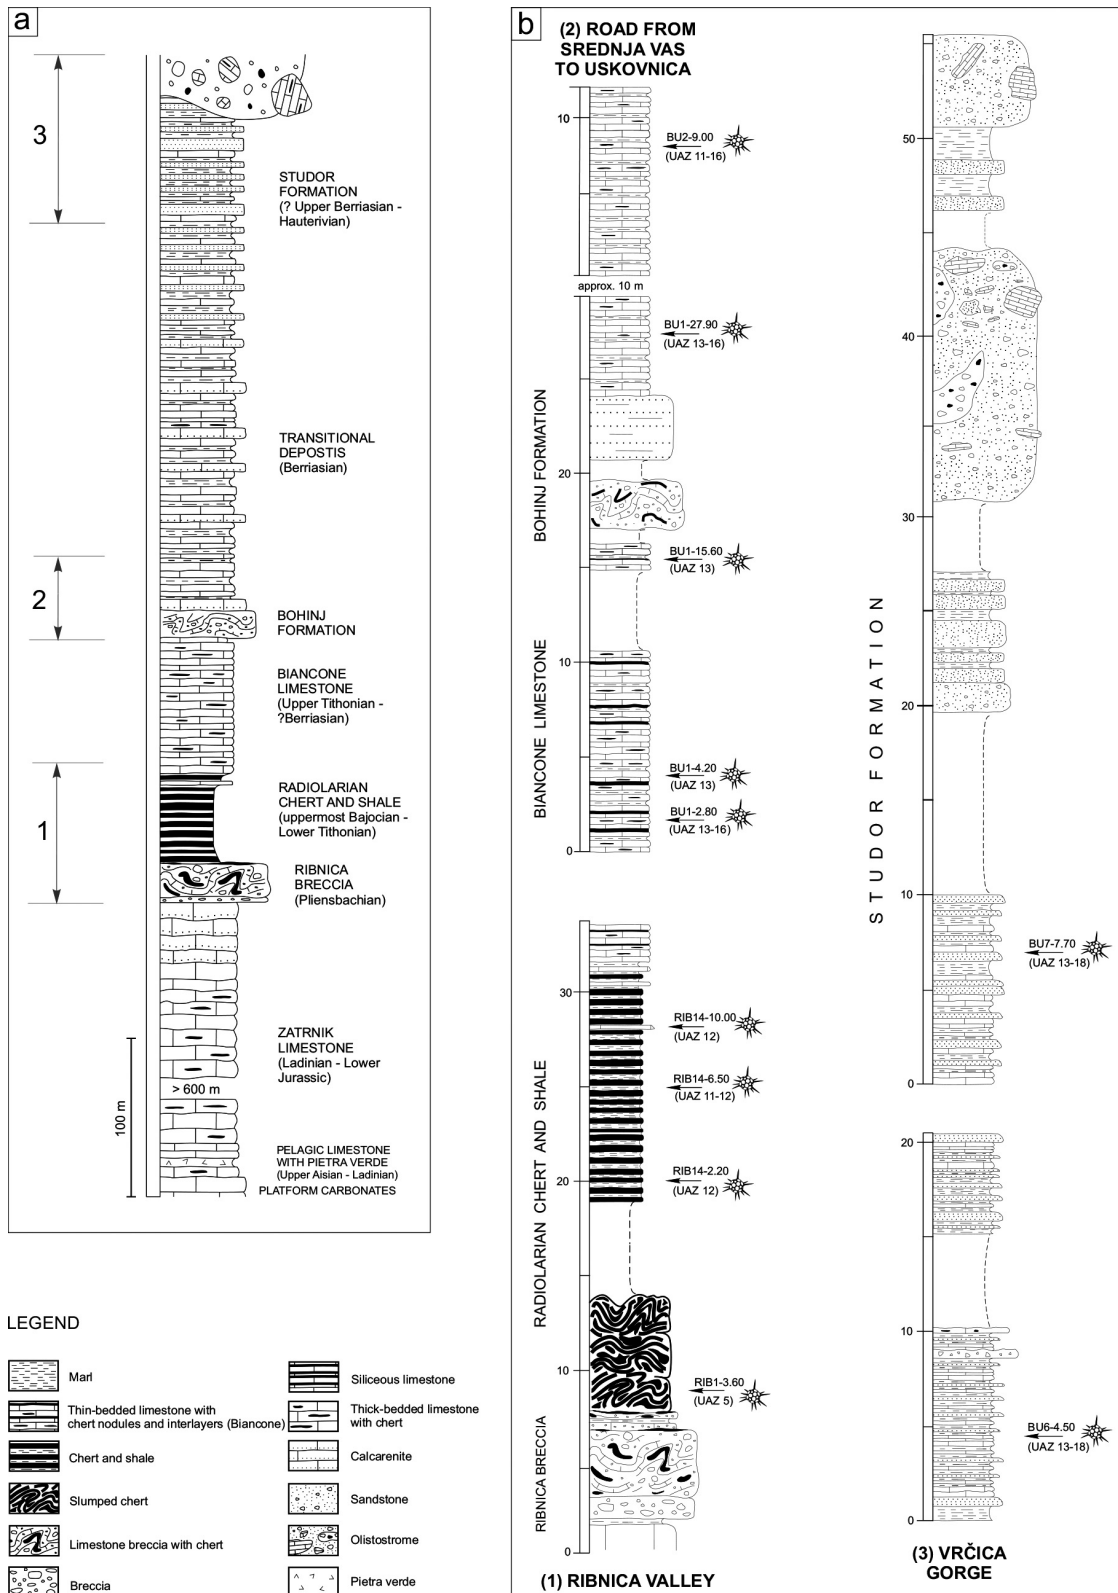 a
3
STUDOR
FORMATION
(? Upper Berriasian -
Hauterivian)
TRANSITIONAL
DEPOSTIS
(Berriasian)
2
BOHINJ
FORMATION
BIANCONE
LIMESTONE
(Upper Tithonian -
?Berriasian)
1
RADIOLARIAN
CHERT AND SHALE
(uppermost Bajocian -
Lower Tithonian)
RIBNICA
BRECCIA
(Pliensbachian)
ZATRNIK
LIMESTONE
(Ladinian - Lower
Jurassic)
> 600 m
100 m
PELAGIC LIMESTONE
WITH PIETRA VERDE
(Upper Aisian - Ladinian)
PLATFORM CARBONATES
b
(2) ROAD FROM
SREDNJA VAS
TO USKOVNICA
10
BU2-9.00
(UAZ 11-16)
approx. 10 m
BU1-27.90
(UAZ 13-16)
BOHINJ FORMATION
20
BU1-15.60
(UAZ 13)
BIANCONE LIMESTONE
10
BU1-4.20
(UAZ 13)
BU1-2.80
(UAZ 13-16)
0
RADIOLARIAN CHERT AND SHALE
30
RIB14-10.00
(UAZ 12)
RIB14-6.50
(UAZ 11-12)
RIB14-2.20
(UAZ 12)
20
10
RIB1-3.60
(UAZ 5)
RIBNICA BRECCIA
0
(1) RIBNICA VALLEY
STUDOR FORMATION
50
40
30
20
10
BU7-7.70
(UAZ 13-18)
0
20
10
BU6-4.50
(UAZ 13-18)
0
(3) VRČICA
GORGE
LEGEND
Marl
Thin-bedded limestone with
chert nodules and interlayers (Biancone)
Chert and shale
Slumped chert
Limestone breccia with chert
Breccia
Siliceous limestone
Thick-bedded limestone
with chert
Calcarenite
Sandstone
Olistostrome
Pietra verde